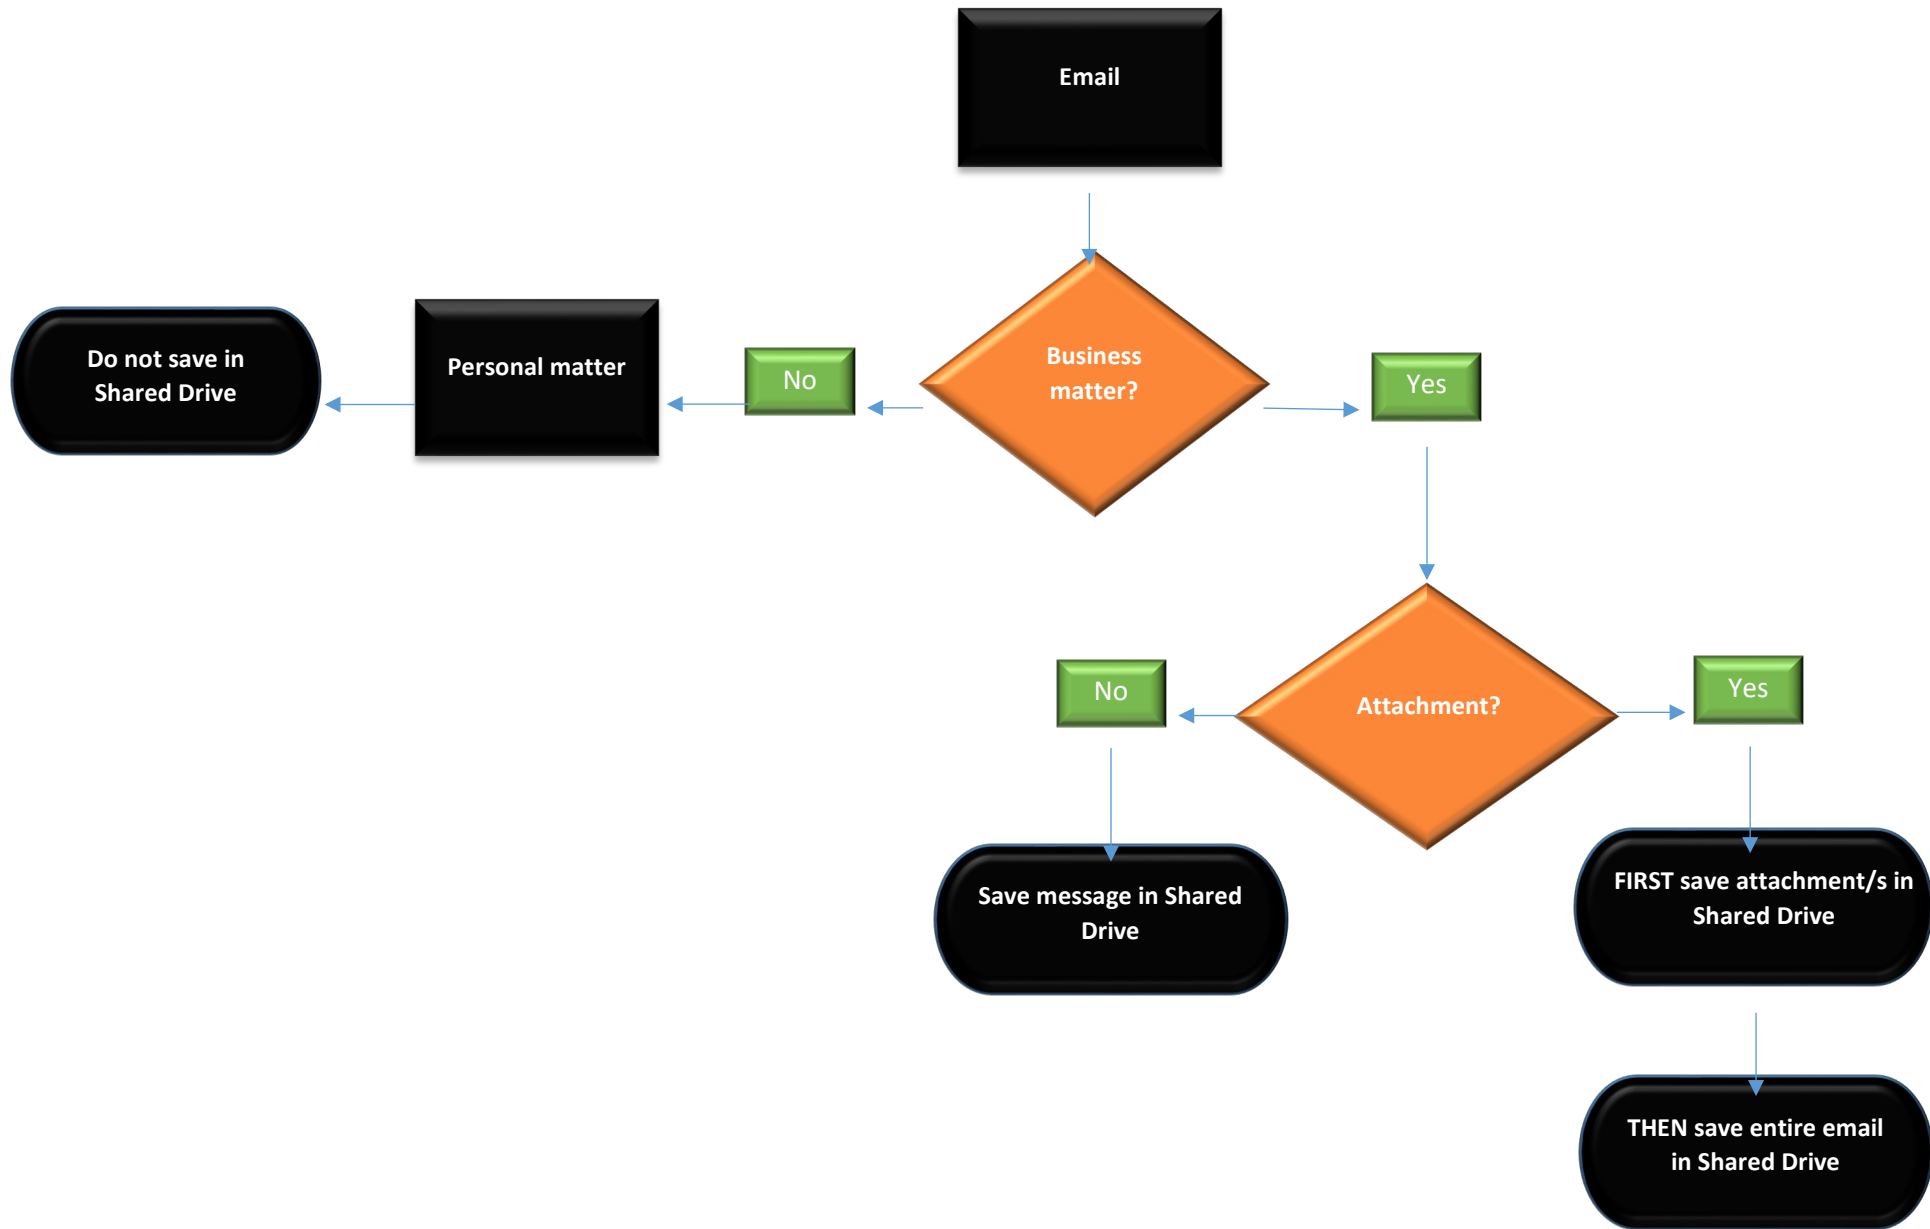 Email
Business
matter?
No
Yes
Personal matter
Do not save in
Shared Drive
Attachment?
No
Yes
Save message in Shared
Drive
FIRST save attachment/s in
Shared Drive
THEN save entire email
in Shared Drive